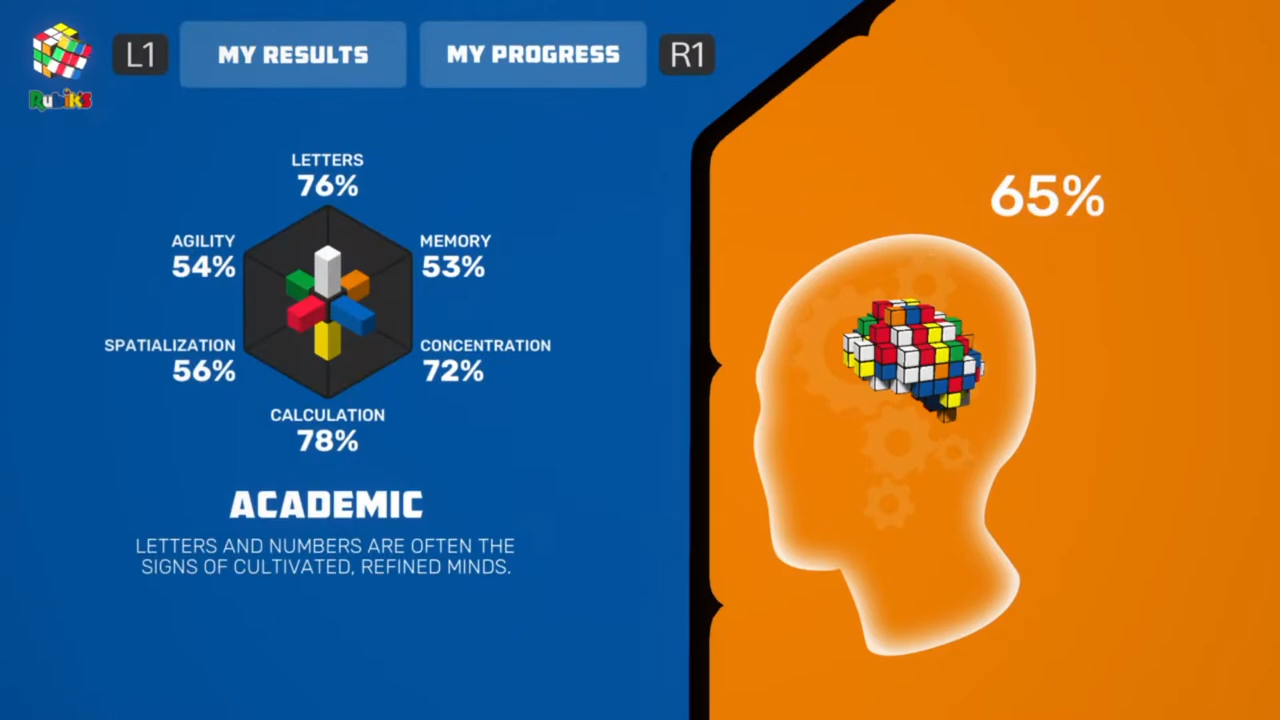 L1
MY RESULTS
MY PROGRESS
R1
Rubik's
LETTERS
76%
AGILITY
54%
MEMORY
53%
SPATIALIZATION
56%
CONCENTRATION
72%
CALCULATION
78%
ACADEMIC
LETTERS AND NUMBERS ARE OFTEN THE
SIGNS OF CULTIVATED, REFINED MINDS.
65%